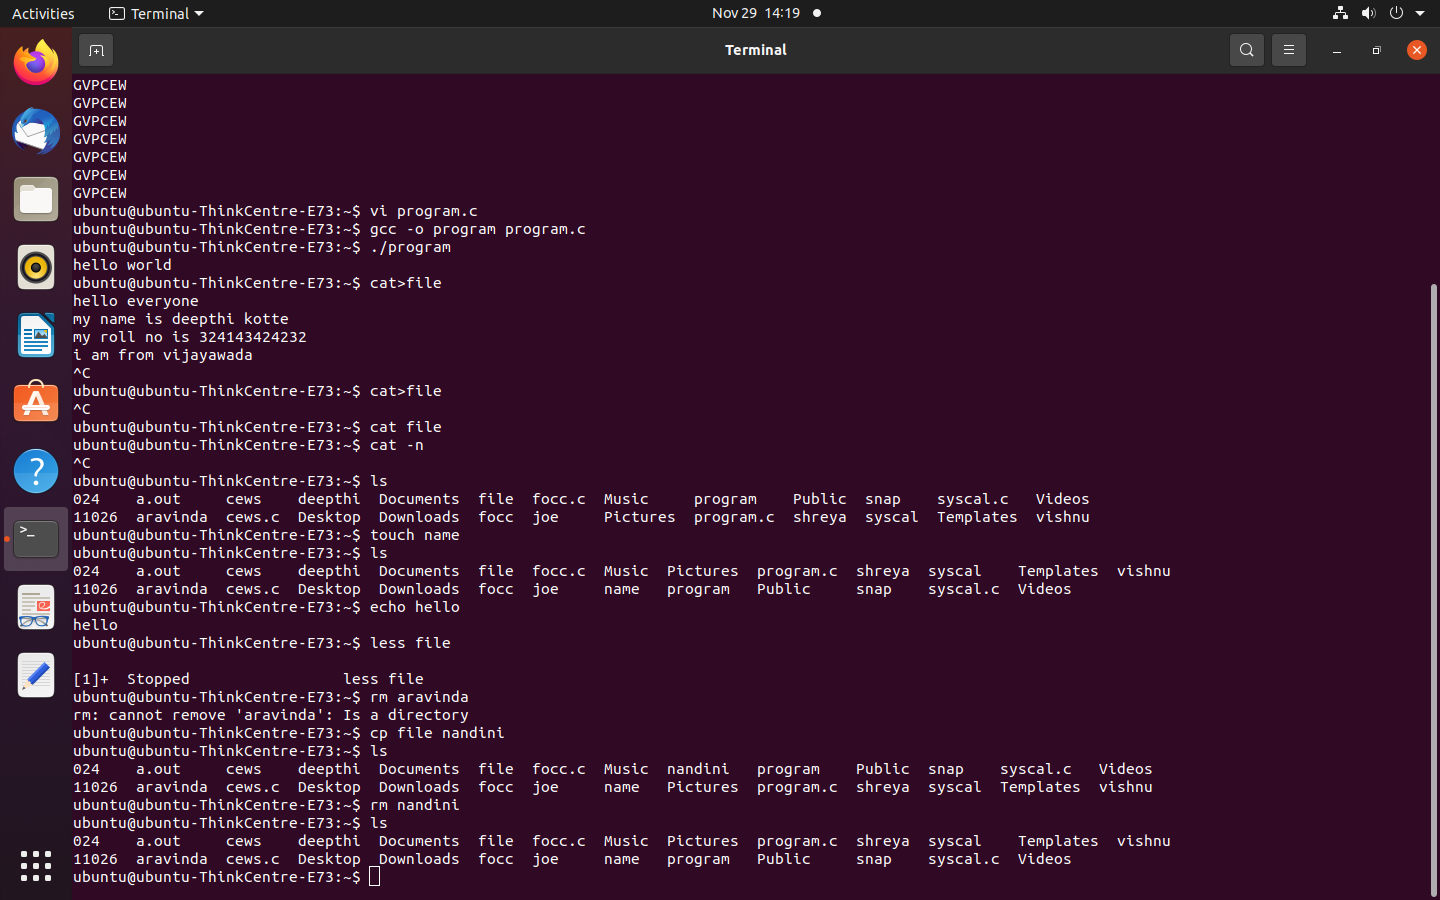 Activities Terminal Nov 29 14:19
Terminal
GVPCEW
GVPCEW
GVPCEW
GVPCEW
GVPCEW
GVPCEW
GVPCEW
ubuntu@ubuntu-ThinkCentre-E73:~$ vi program.c
ubuntu@ubuntu-ThinkCentre-E73:~$ gcc -o program program.c
ubuntu@ubuntu-ThinkCentre-E73:~$ ./program
hello world
ubuntu@ubuntu-ThinkCentre-E73:~$ cat>file
hello everyone
my name is deepthi kotte
my roll no is 324143424232
i am from vijayawada
^C
ubuntu@ubuntu-ThinkCentre-E73:~$ cat>file
^C
ubuntu@ubuntu-ThinkCentre-E73:~$ cat file
ubuntu@ubuntu-ThinkCentre-E73:~$ cat -n
^C
ubuntu@ubuntu-ThinkCentre-E73:~$ ls
024    a.out     cews    deepthi  Documents  file  focc.c  Music     program    Public  snap    syscal.c   Videos
11026  aravinda  cews.c  Desktop  Downloads  focc  joe     Pictures  program.c  shreya  syscal  Templates  vishnu
ubuntu@ubuntu-ThinkCentre-E73:~$ touch name
ubuntu@ubuntu-ThinkCentre-E73:~$ ls
024    a.out     cews    deepthi  Documents  file  focc.c  Music  Pictures  program.c  shreya  syscal    Templates  vishnu
11026  aravinda  cews.c  Desktop  Downloads  focc  joe     name   program   Public     snap    syscal.c  Videos
ubuntu@ubuntu-ThinkCentre-E73:~$ echo hello
hello
ubuntu@ubuntu-ThinkCentre-E73:~$ less file
[1]+  Stopped                 less file
ubuntu@ubuntu-ThinkCentre-E73:~$ rm aravinda
rm: cannot remove 'aravinda': Is a directory
ubuntu@ubuntu-ThinkCentre-E73:~$ cp file nandini
ubuntu@ubuntu-ThinkCentre-E73:~$ ls
024    a.out     cews    deepthi  Documents  file  focc.c  Music  nandini   program    Public  snap    syscal.c   Videos
11026  aravinda  cews.c  Desktop  Downloads  focc  joe     name   Pictures  program.c  shreya  syscal  Templates  vishnu
ubuntu@ubuntu-ThinkCentre-E73:~$ rm nandini
ubuntu@ubuntu-ThinkCentre-E73:~$ ls
024    a.out     cews    deepthi  Documents  file  focc.c  Music  Pictures  program.c  shreya  syscal    Templates  vishnu
11026  aravinda  cews.c  Desktop  Downloads  focc  joe     name   program   Public     snap    syscal.c  Videos
ubuntu@ubuntu-ThinkCentre-E73:~$